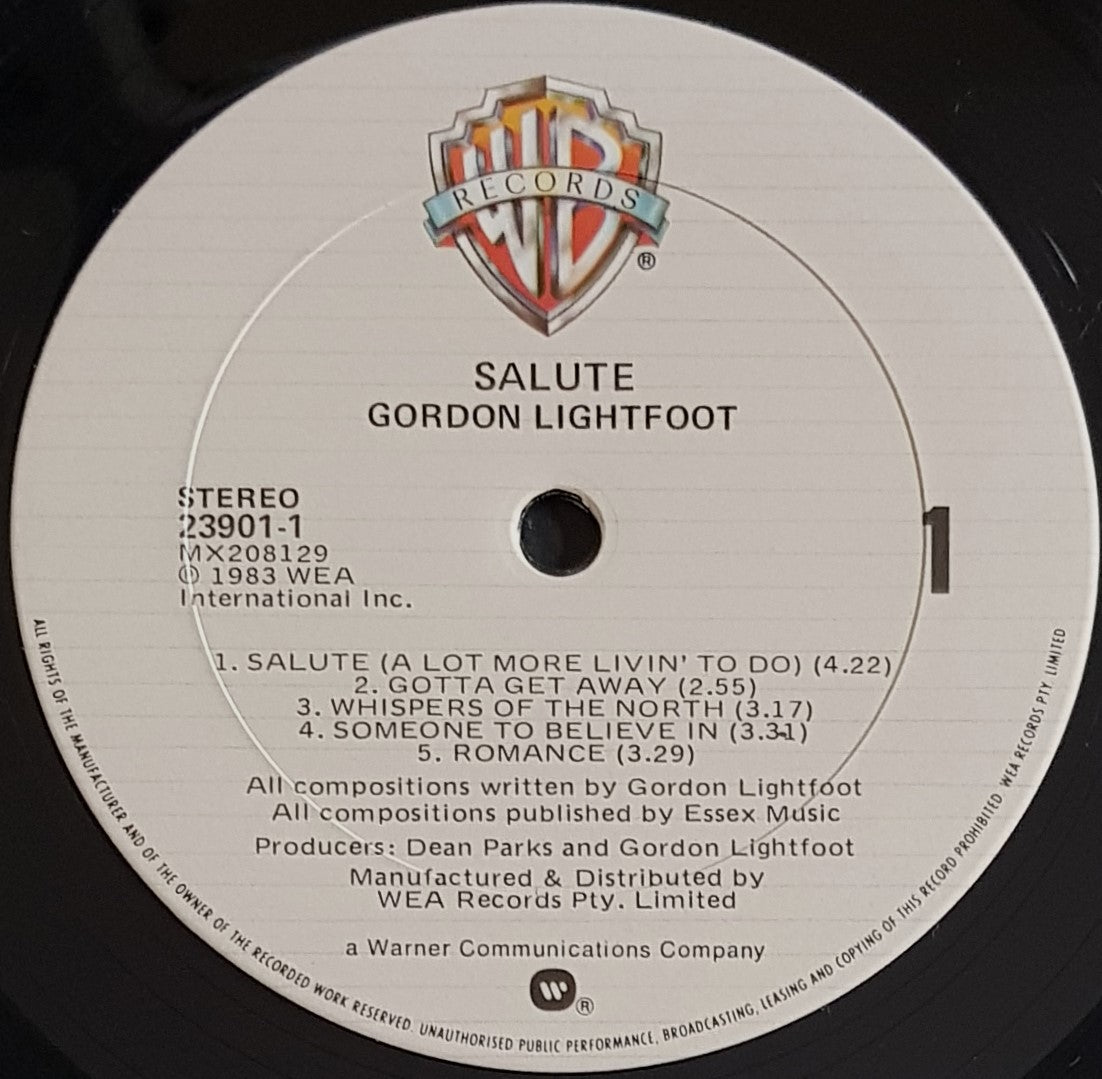 WB
RECORDS
®
SALUTE
GORDON LIGHTFOOT
STEREO
23901-1
MX208129
℗ 1983 WEA
International Inc.
1
1. SALUTE (A LOT MORE LIVIN' TO DO) (4.22)
2. GOTTA GET AWAY (2.55)
3. WHISPERS OF THE NORTH (3.17)
4. SOMEONE TO BELIEVE IN (3.31)
5. ROMANCE (3.29)
All compositions written by Gordon Lightfoot
All compositions published by Essex Music
Producers: Dean Parks and Gordon Lightfoot
Manufactured & Distributed by
WEA Records Pty. Limited
a Warner Communications Company
W ®
ALL RIGHTS OF THE MANUFACTURER AND OF THE OWNER OF THE RECORDED WORK RESERVED. UNAUTHORISED PUBLIC PERFORMANCE, BROADCASTING, LEASING AND COPYING OF THIS RECORD PROHIBITED. WEA RECORDS PTY. LIMITED